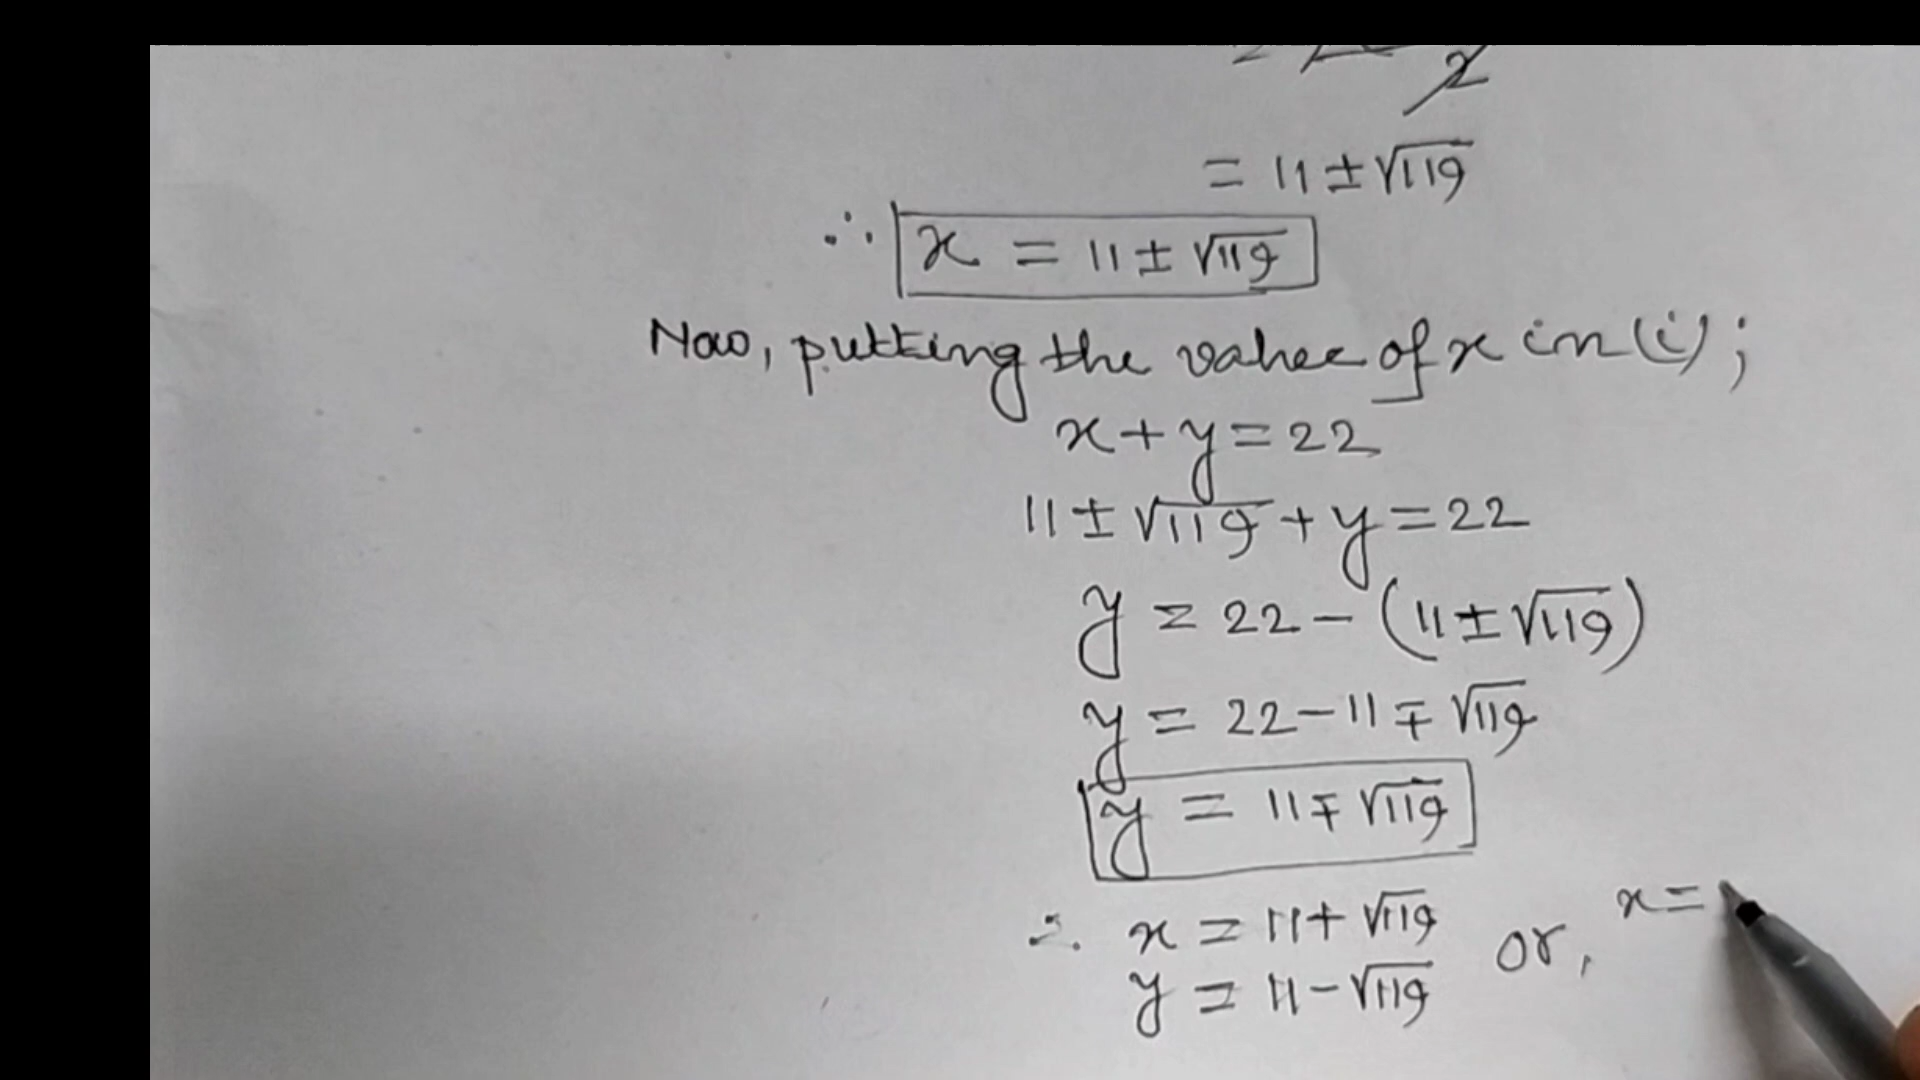 = 11 ± √119
∴ x = 11 ± √119
Now, putting the value of x in (i);
x + y = 22
11 ± √119 + y = 22
y = 22 - (11 ± √119)
y = 22 - 11 ∓ √119
y = 11 ∓ √119
∴ x = 11 + √119 or, x =
y = 11 - √119